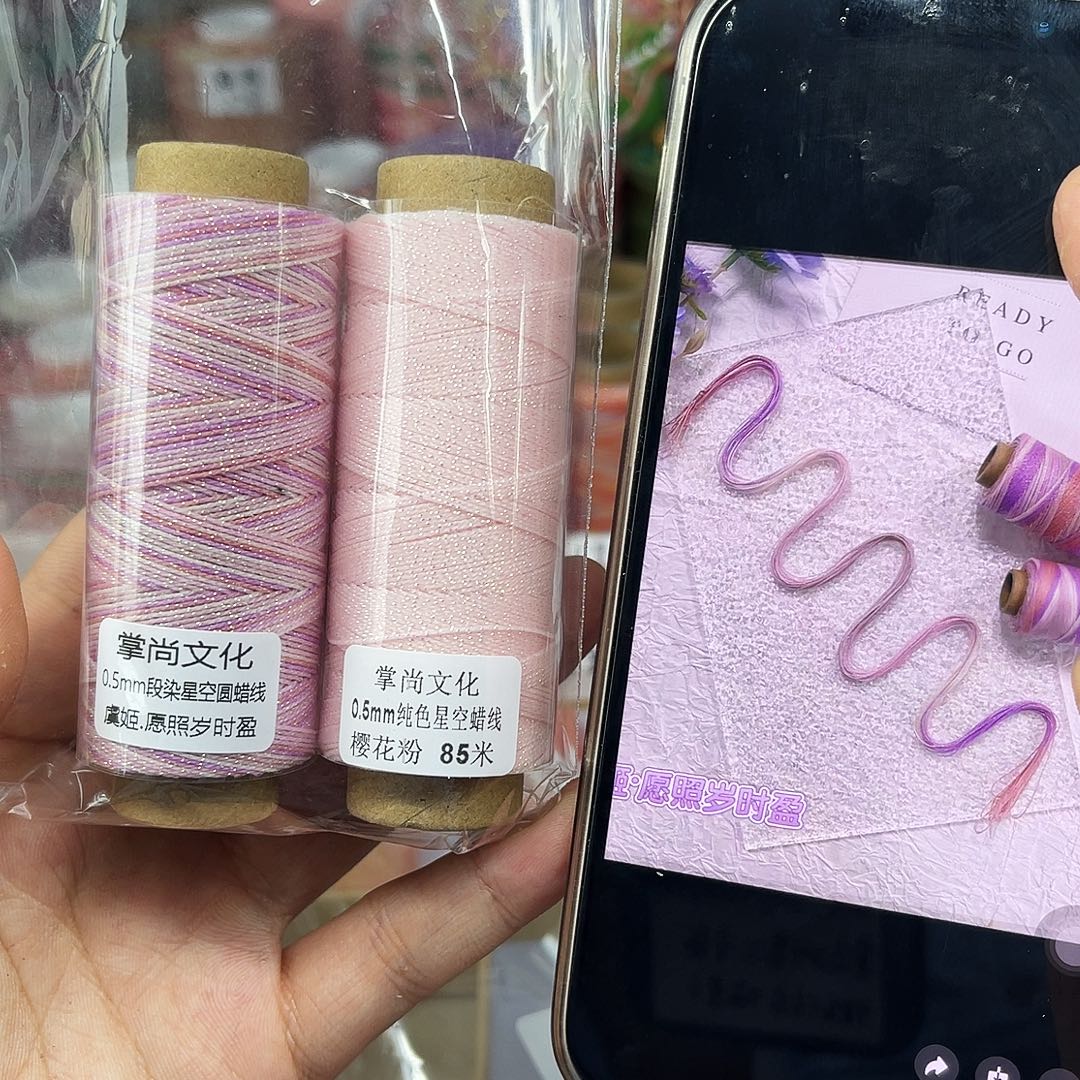 掌尚文化
0.5mm段染星空圆蜡线
虞姬.愿照岁时盈
掌尚文化
0.5mm纯色星空蜡线
樱花粉 85米
READY
TO GO
姬·愿照岁时盈